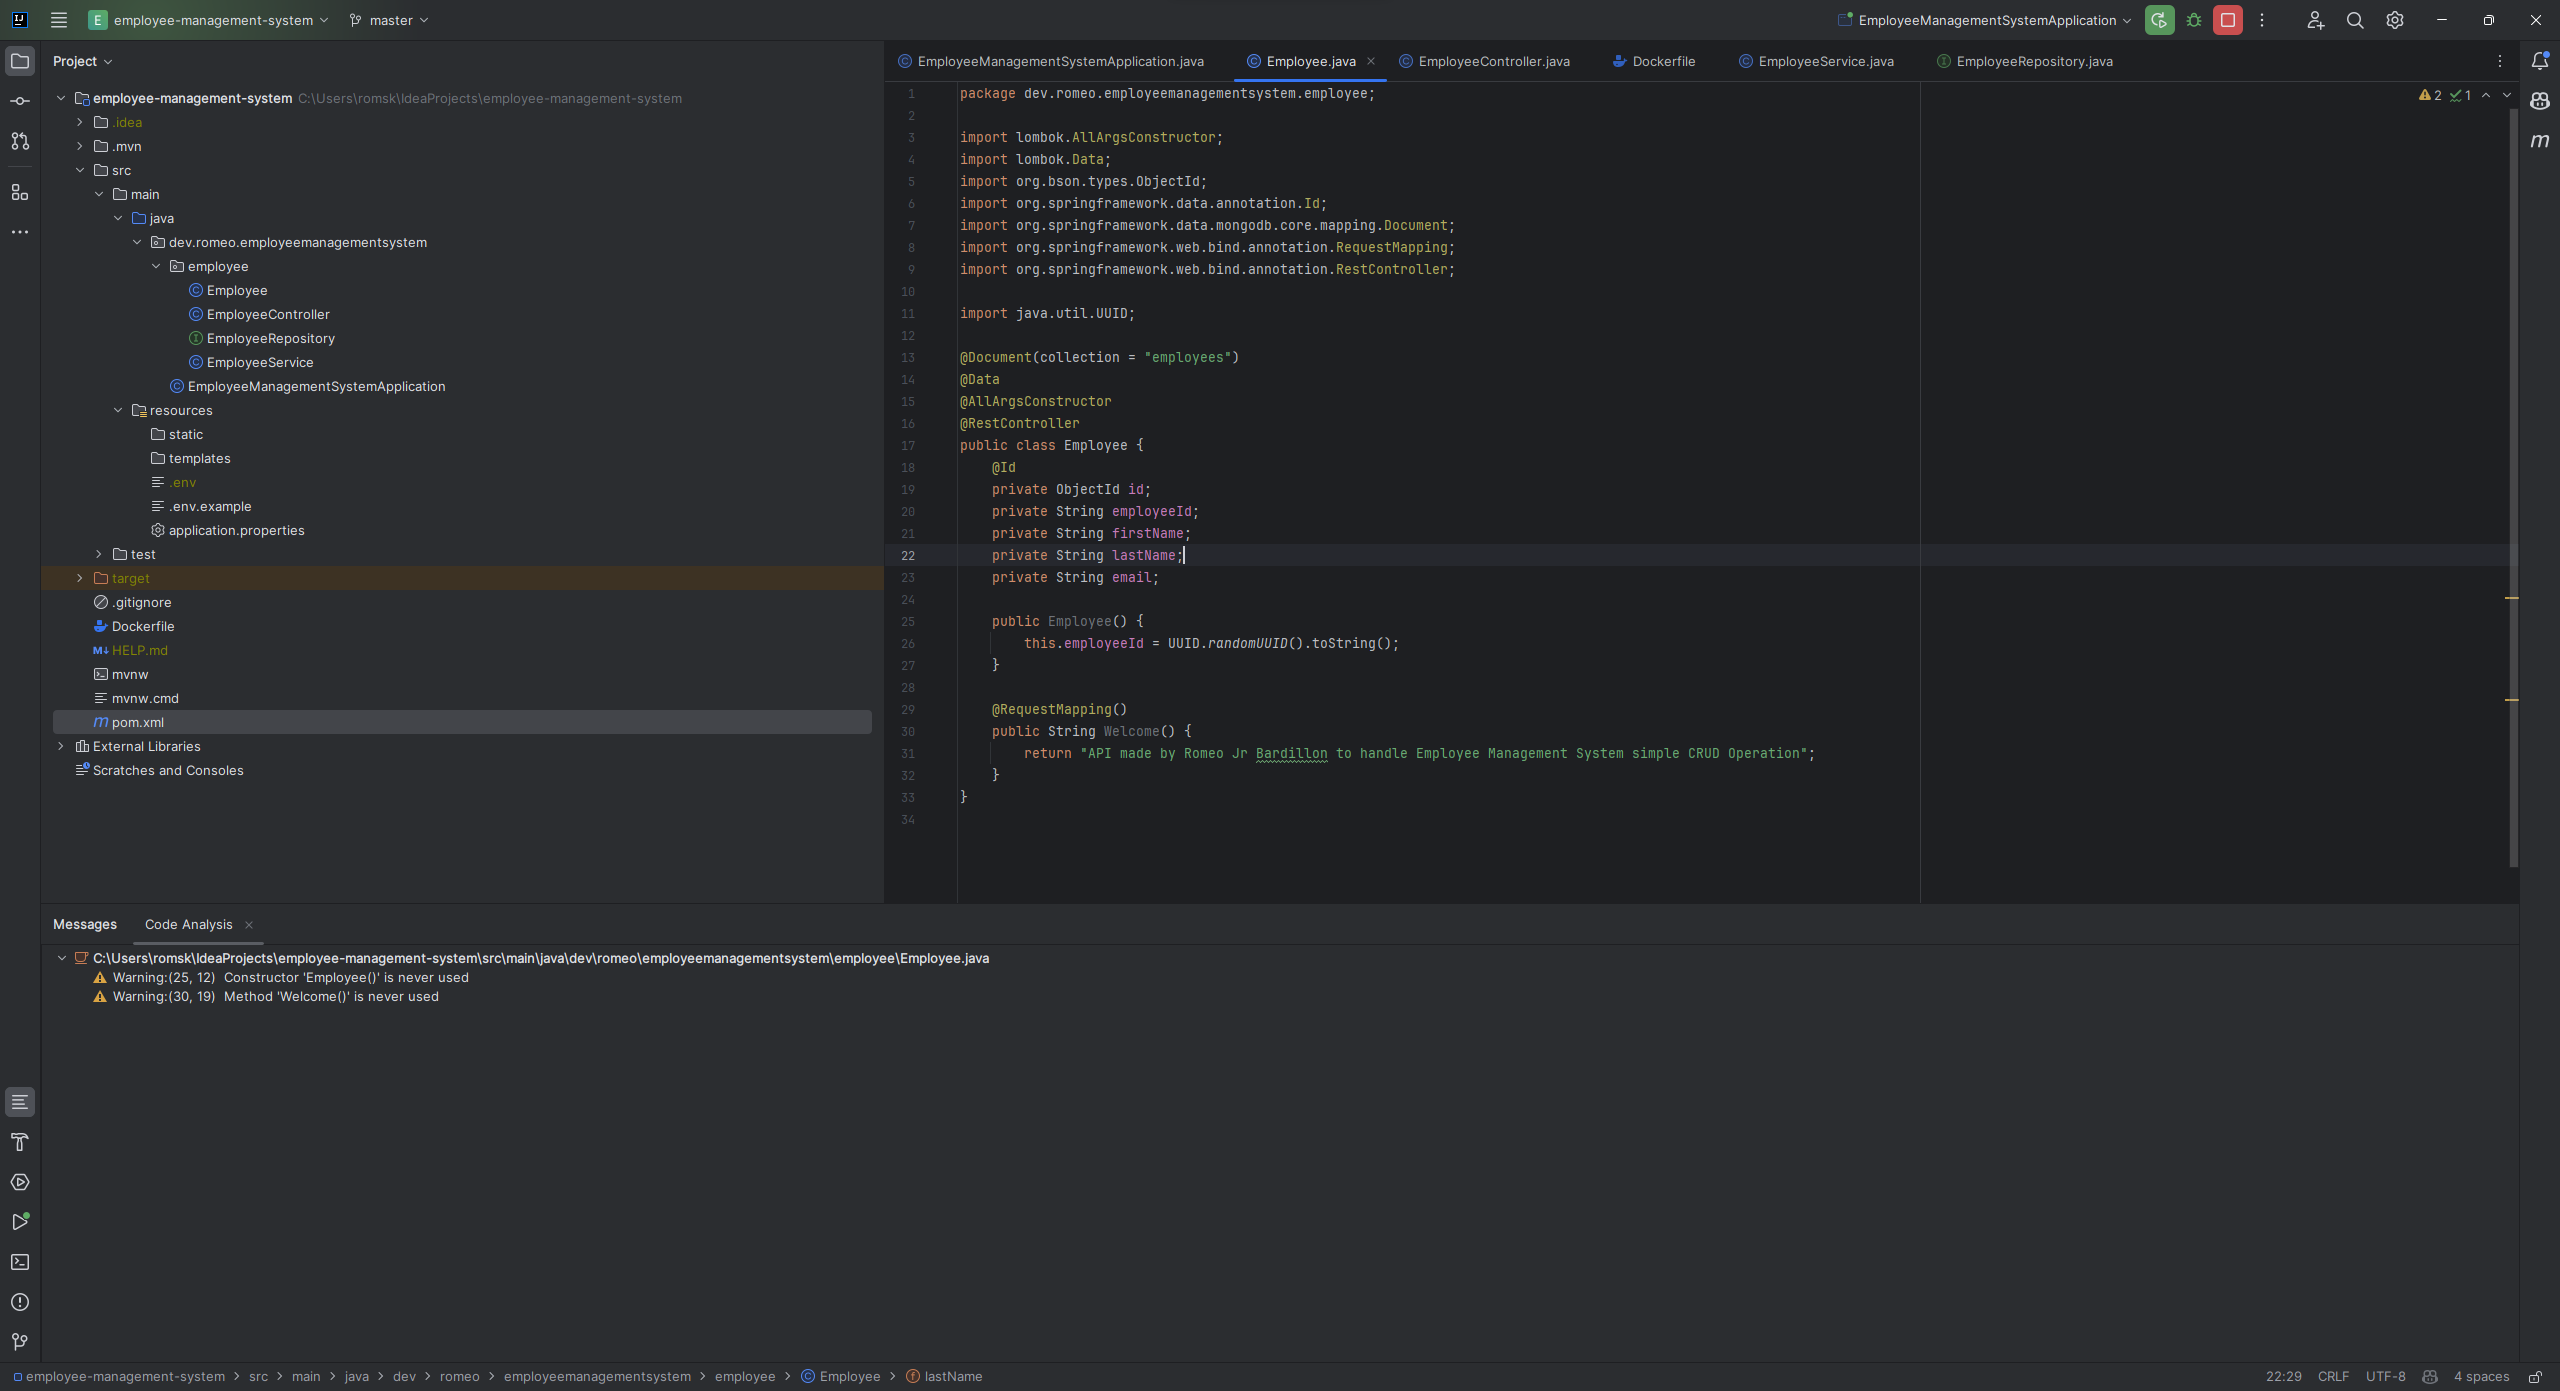 IJ
E employee-management-system master EmployeeManagementSystemApplication
Project
EmployeeManagementSystemApplication.java Employee.java EmployeeController.java Dockerfile EmployeeService.java EmployeeRepository.java
employee-management-system C:\Users\romsk\IdeaProjects\employee-management-system
.idea
.mvn
src
main
java
dev.romeo.employeemanagementsystem
employee
Employee
EmployeeController
EmployeeRepository
EmployeeService
EmployeeManagementSystemApplication
resources
static
templates
.env
.env.example
application.properties
test
target
.gitignore
Dockerfile
HELP.md
mvnw
mvnw.cmd
pom.xml
External Libraries
Scratches and Consoles
2 1
1 package dev.romeo.employeemanagementsystem.employee;
2
3 import lombok.AllArgsConstructor;
4 import lombok.Data;
5 import org.bson.types.ObjectId;
6 import org.springframework.data.annotation.Id;
7 import org.springframework.data.mongodb.core.mapping.Document;
8 import org.springframework.web.bind.annotation.RequestMapping;
9 import org.springframework.web.bind.annotation.RestController;
10
11 import java.util.UUID;
12
13 @Document(collection = "employees")
14 @Data
15 @AllArgsConstructor
16 @RestController
17 public class Employee {
18 @Id
19 private ObjectId id;
20 private String employeeId;
21 private String firstName;
22 private String lastName;
23 private String email;
24
25 public Employee() {
26 this.employeeId = UUID.randomUUID().toString();
27 }
28
29 @RequestMapping()
30 public String Welcome() {
31 return "API made by Romeo Jr Bardillon to handle Employee Management System simple CRUD Operation";
32 }
33 }
34
Messages Code Analysis
C:\Users\romsk\IdeaProjects\employee-management-system\src\main\java\dev\romeo\employeemanagementsystem\employee\Employee.java
Warning:(25, 12) Constructor 'Employee()' is never used
Warning:(30, 19) Method 'Welcome()' is never used
employee-management-system > src > main > java > dev > romeo > employeemanagementsystem > employee > Employee > lastName 22:29 CRLF UTF-8 4 spaces